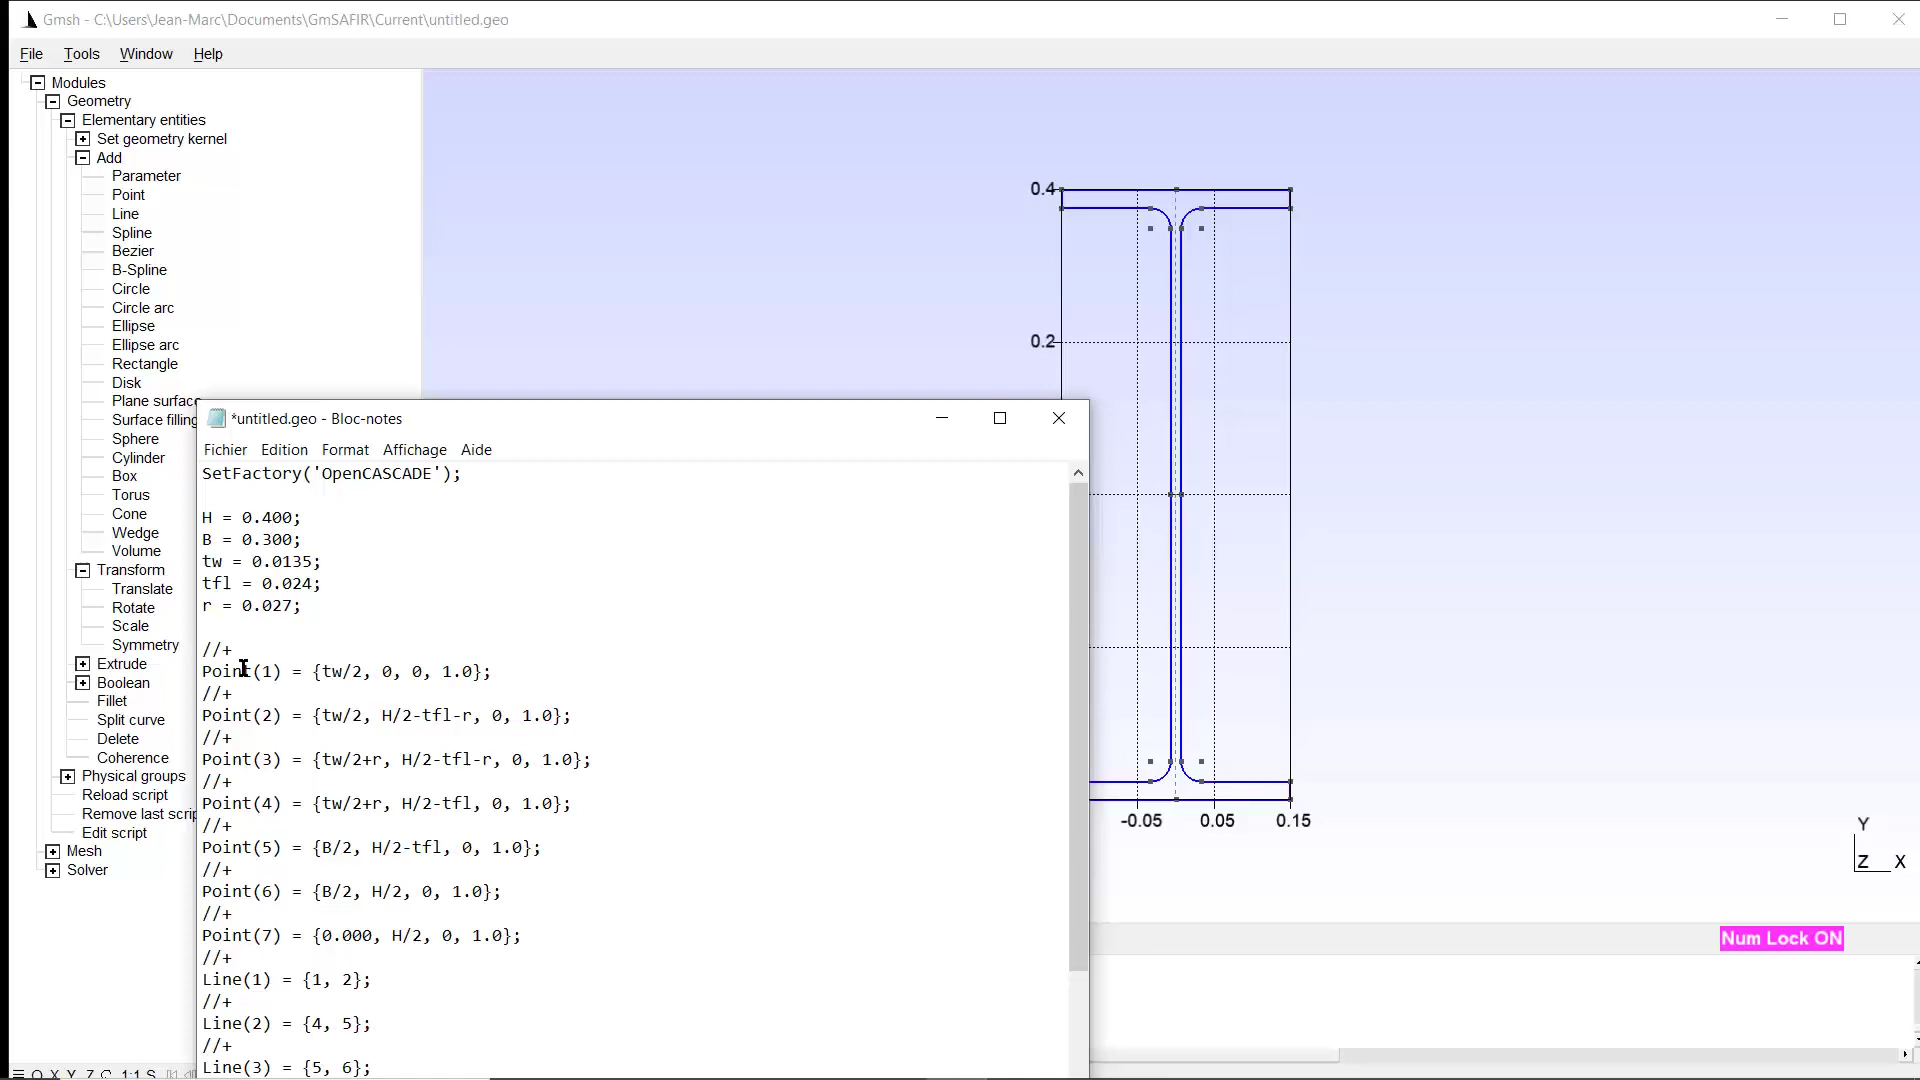 Gmsh - C:\Users\Jean-Marc\Documents\GmSAFIR\Current\untitled.geo
File Tools Window Help
Modules
Geometry
Elementary entities
Set geometry kernel
Add
Parameter
Point
Line
Spline
Bezier
B-Spline
Circle
Circle arc
Ellipse
Ellipse arc
Rectangle
Disk
Plane surface
Surface filling
Sphere
Cylinder
Box
Torus
Cone
Wedge
Volume
Transform
Translate
Rotate
Scale
Symmetry
Extrude
Boolean
Fillet
Split curve
Delete
Coherence
Physical groups
Reload script
Remove last scrip
Edit script
Mesh
Solver
O X Y Z 1:1 S
0.4
0.2
-0.05 0.05 0.15
Y
Z X
Num Lock ON
*untitled.geo - Bloc-notes
Fichier Edition Format Affichage Aide
SetFactory('OpenCASCADE');
H = 0.400;
B = 0.300;
tw = 0.0135;
tfl = 0.024;
r = 0.027;
//+
Point(1) = {tw/2, 0, 0, 1.0};
//+
Point(2) = {tw/2, H/2-tfl-r, 0, 1.0};
//+
Point(3) = {tw/2+r, H/2-tfl-r, 0, 1.0};
//+
Point(4) = {tw/2+r, H/2-tfl, 0, 1.0};
//+
Point(5) = {B/2, H/2-tfl, 0, 1.0};
//+
Point(6) = {B/2, H/2, 0, 1.0};
//+
Point(7) = {0.000, H/2, 0, 1.0};
//+
Line(1) = {1, 2};
//+
Line(2) = {4, 5};
//+
Line(3) = {5, 6};